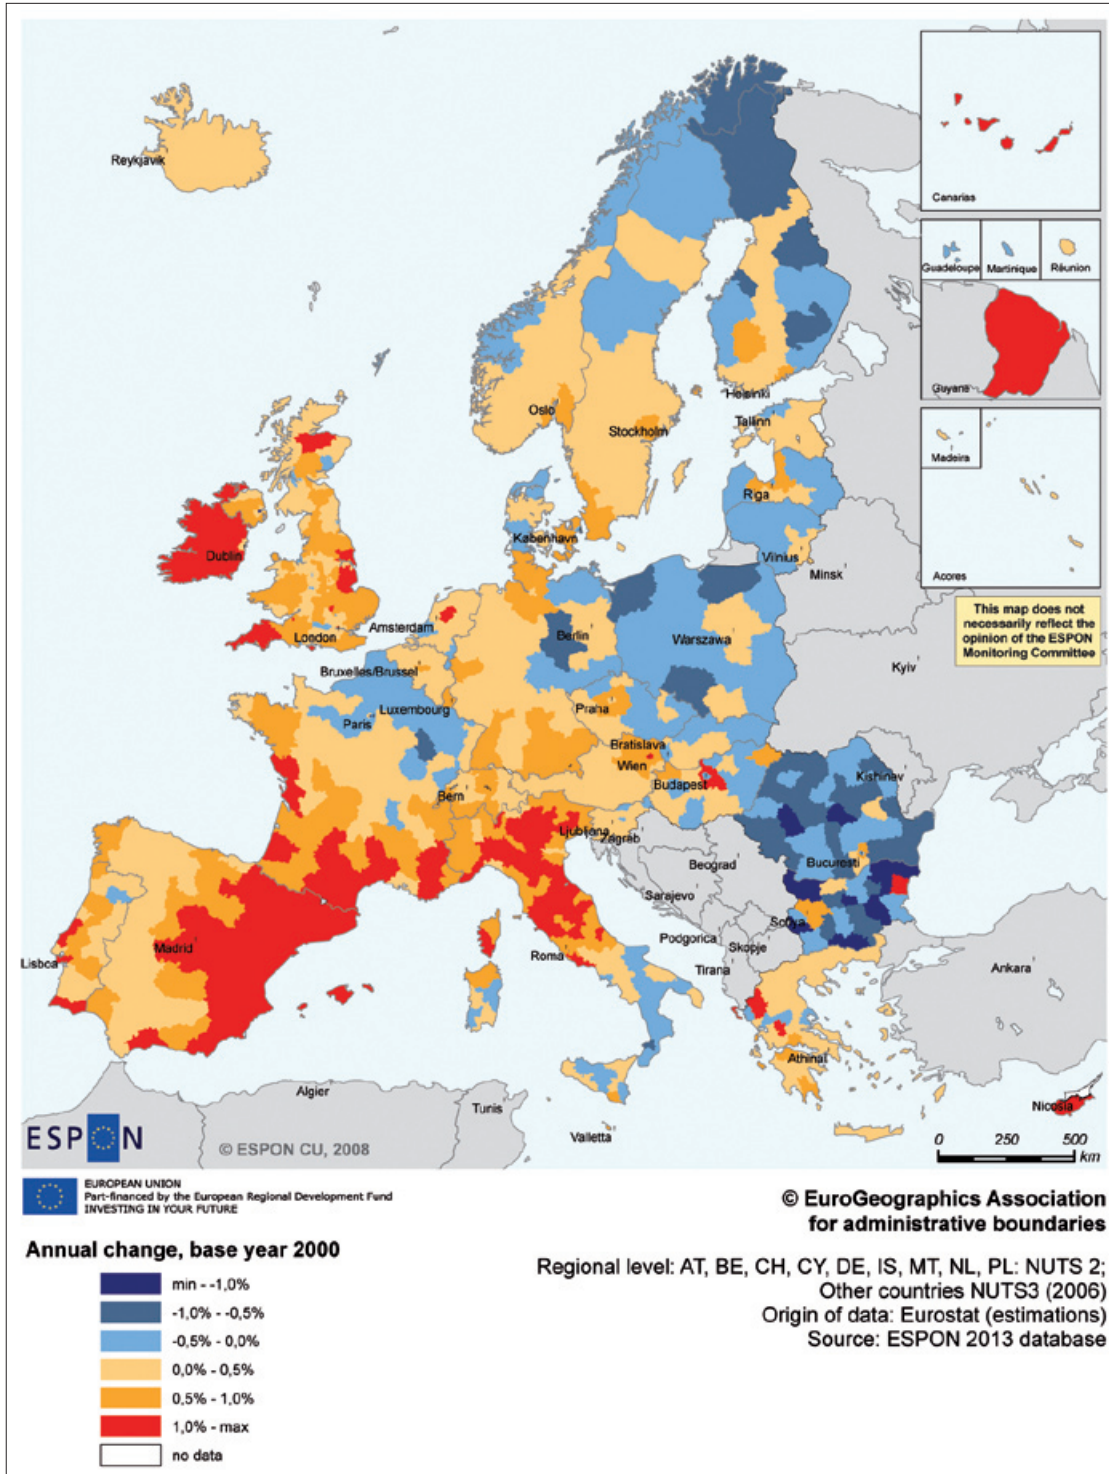 Reykjavik
Canarias
Guadeloupe
Martinique
Réunion
Guyane
Madeira
Acores
This map does not
necessarily reflect the
opinion of the ESPON
Monitoring Committee
Oslo
Helsinki
Tallinn
Stockholm
Riga
Dublin
København
Vilnius
Minsk
London
Amsterdam
Berlin
Warszawa
Kyiv
Bruxelles/Brussel
Luxembourg
Praha
Paris
Bratislava
Wien
Kishinev
Bern
Budapest
Ljubljana
Zagreb
Beograd
Bucuresti
Sarajevo
Madrid
Sofiya
Podgorica
Skopje
Lisboa
Roma
Tirana
Ankara
Athinai
Algier
Tunis
Nicosia
Valletta
ESPON
© ESPON CU, 2008
0 250 500
km
EUROPEAN UNION
Part-financed by the European Regional Development Fund
INVESTING IN YOUR FUTURE
© EuroGeographics Association
for administrative boundaries
Annual change, base year 2000
min - -1,0%
-1,0% - -0,5%
-0,5% - 0,0%
0,0% - 0,5%
0,5% - 1,0%
1,0% - max
no data
Regional level: AT, BE, CH, CY, DE, IS, MT, NL, PL: NUTS 2;
Other countries NUTS3 (2006)
Origin of data: Eurostat (estimations)
Source: ESPON 2013 database